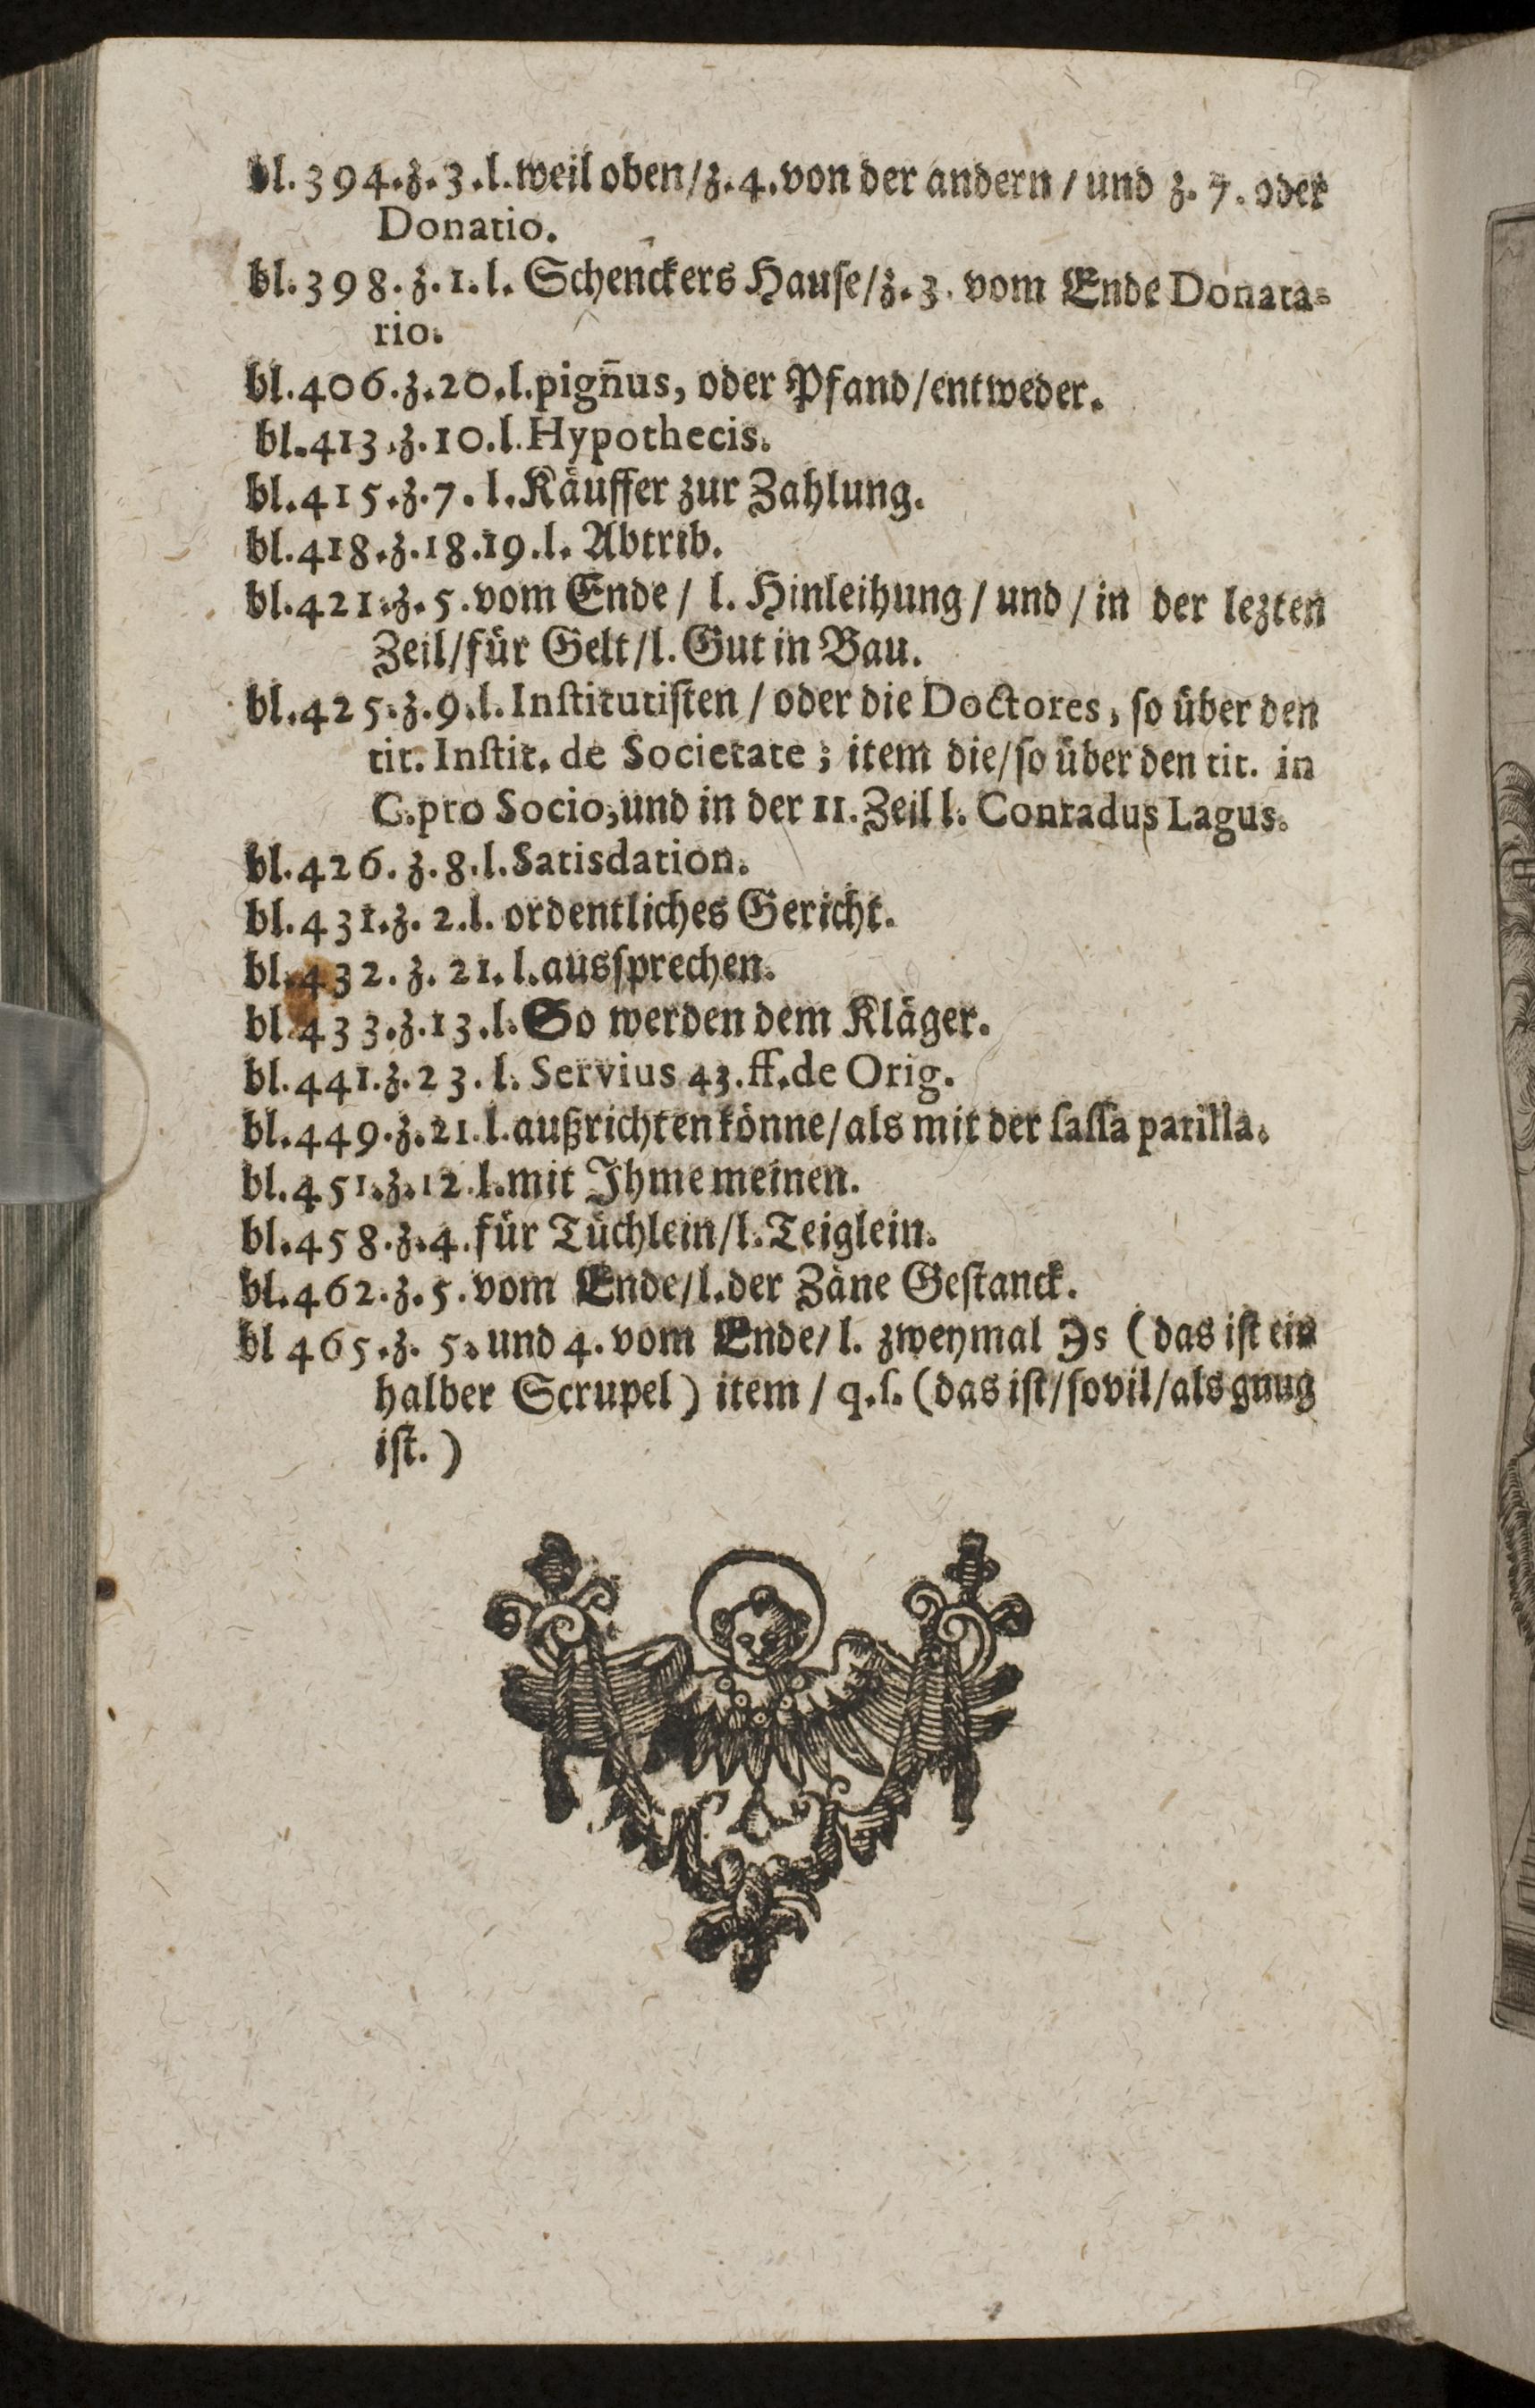 bl. 394. z. 3. l. weil oben/ z. 4. von der andern / und z. 7. oder
Donatio.
bl. 398. z. 1. l. Schenckers Hause/ z. 3. vom Ende Donata-
rio.
bl. 406. z. 20. l. pign̄us, oder Pfand/ entweder.
bl. 413. z. 10. l. Hypothecis.
bl. 415. z. 7. l. Käuffer zur Zahlung.
bl. 418. z. 18. 19. l. Abtrib.
bl. 421. z. 5. vom Ende / l. Hinleihung / und / in der lezten
Zeil/ für Gelt / l. Gut in Bau.
bl. 425. z. 9. l. Institutisten / oder die Doctores, so über den
tit. Instit. de Societate; item die/ so über den tit. in
C. pro Socio, und in der 11. Zeil l. Conradus Lagus.
bl. 426. z. 8. l. Satisdation.
bl. 431. z. 2. l. ordentliches Gericht.
bl. 432. z. 21. l. aussprechen.
bl. 433. z. 13. l. So werden dem Kläger.
bl. 441. z. 23. l. Servius 43. ff. de Orig.
bl. 449. z. 21. l. außrichten könne/ als mit der sassa parilla.
bl. 451. z. 12. l. mit Ihme meinen.
bl. 458. z. 4. für Tüchlein/ l. Teiglein.
bl. 462. z. 5. vom Ende/ l. der Zäne Gestanck.
bl 465. z. 5. und 4. vom Ende/ l. zweymal ℈s (das ist ein
halber Scrupel) item / q. s. (das ist/ sovil/ als gnug
ist.)